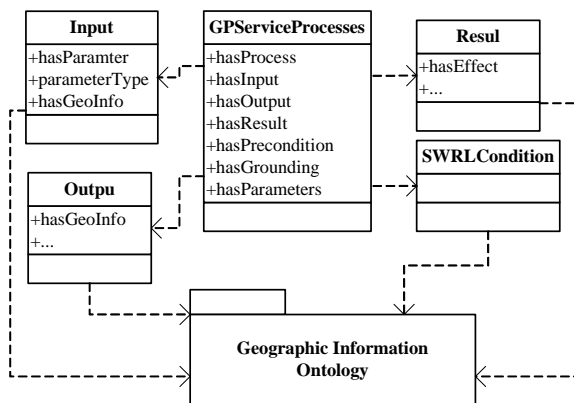 Input
+hasParamter
+parameterType
+hasGeoInfo
GPServiceProcesses
+hasProcess
+hasInput
+hasOutput
+hasResult
+hasPrecondition
+hasGrounding
+hasParameters
Resul
+hasEffect
+...
SWRLCondition
Outpu
+hasGeoInfo
+...
Geographic Information
Ontology